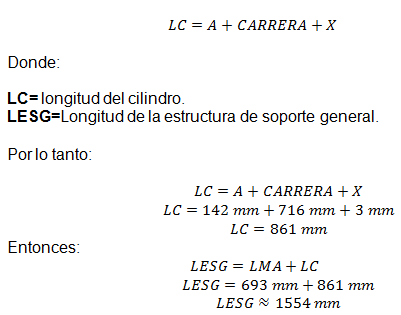 LC = A + CARRERA + X
Donde:
LC= longitud del cilindro.
LESG=Longitud de la estructura de soporte general.
Por lo tanto:
LC = A + CARRERA + X
LC = 142 mm + 716 mm + 3 mm
LC = 861 mm
Entonces:
LESG = LMA + LC
LESG = 693 mm + 861 mm
LESG ≈ 1554 mm